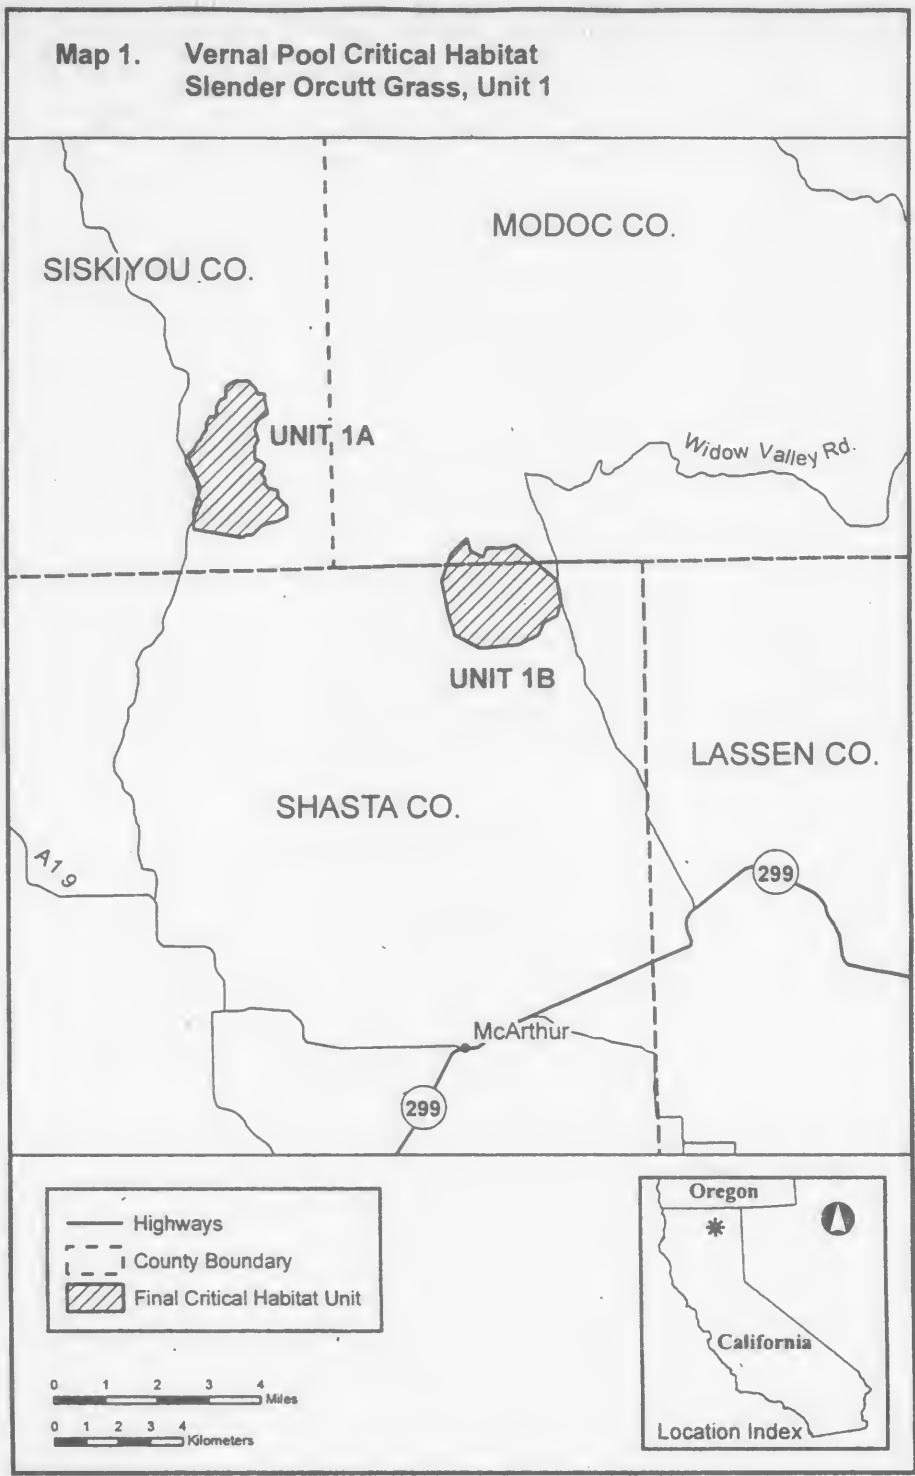 Map 1. Vernal Pool Critical Habitat
Slender Orcutt Grass, Unit 1
MODOC CO.
SISKIYOU CO.
UNIT 1A
Widow Valley Rd.
UNIT 1B
LASSEN CO.
SHASTA CO.
A19
299
McArthur
299
Highways
County Boundary
Final Critical Habitat Unit
0 1 2 3 4 Miles
0 1 2 3 4 Kilometers
Oregon
California
Location Index